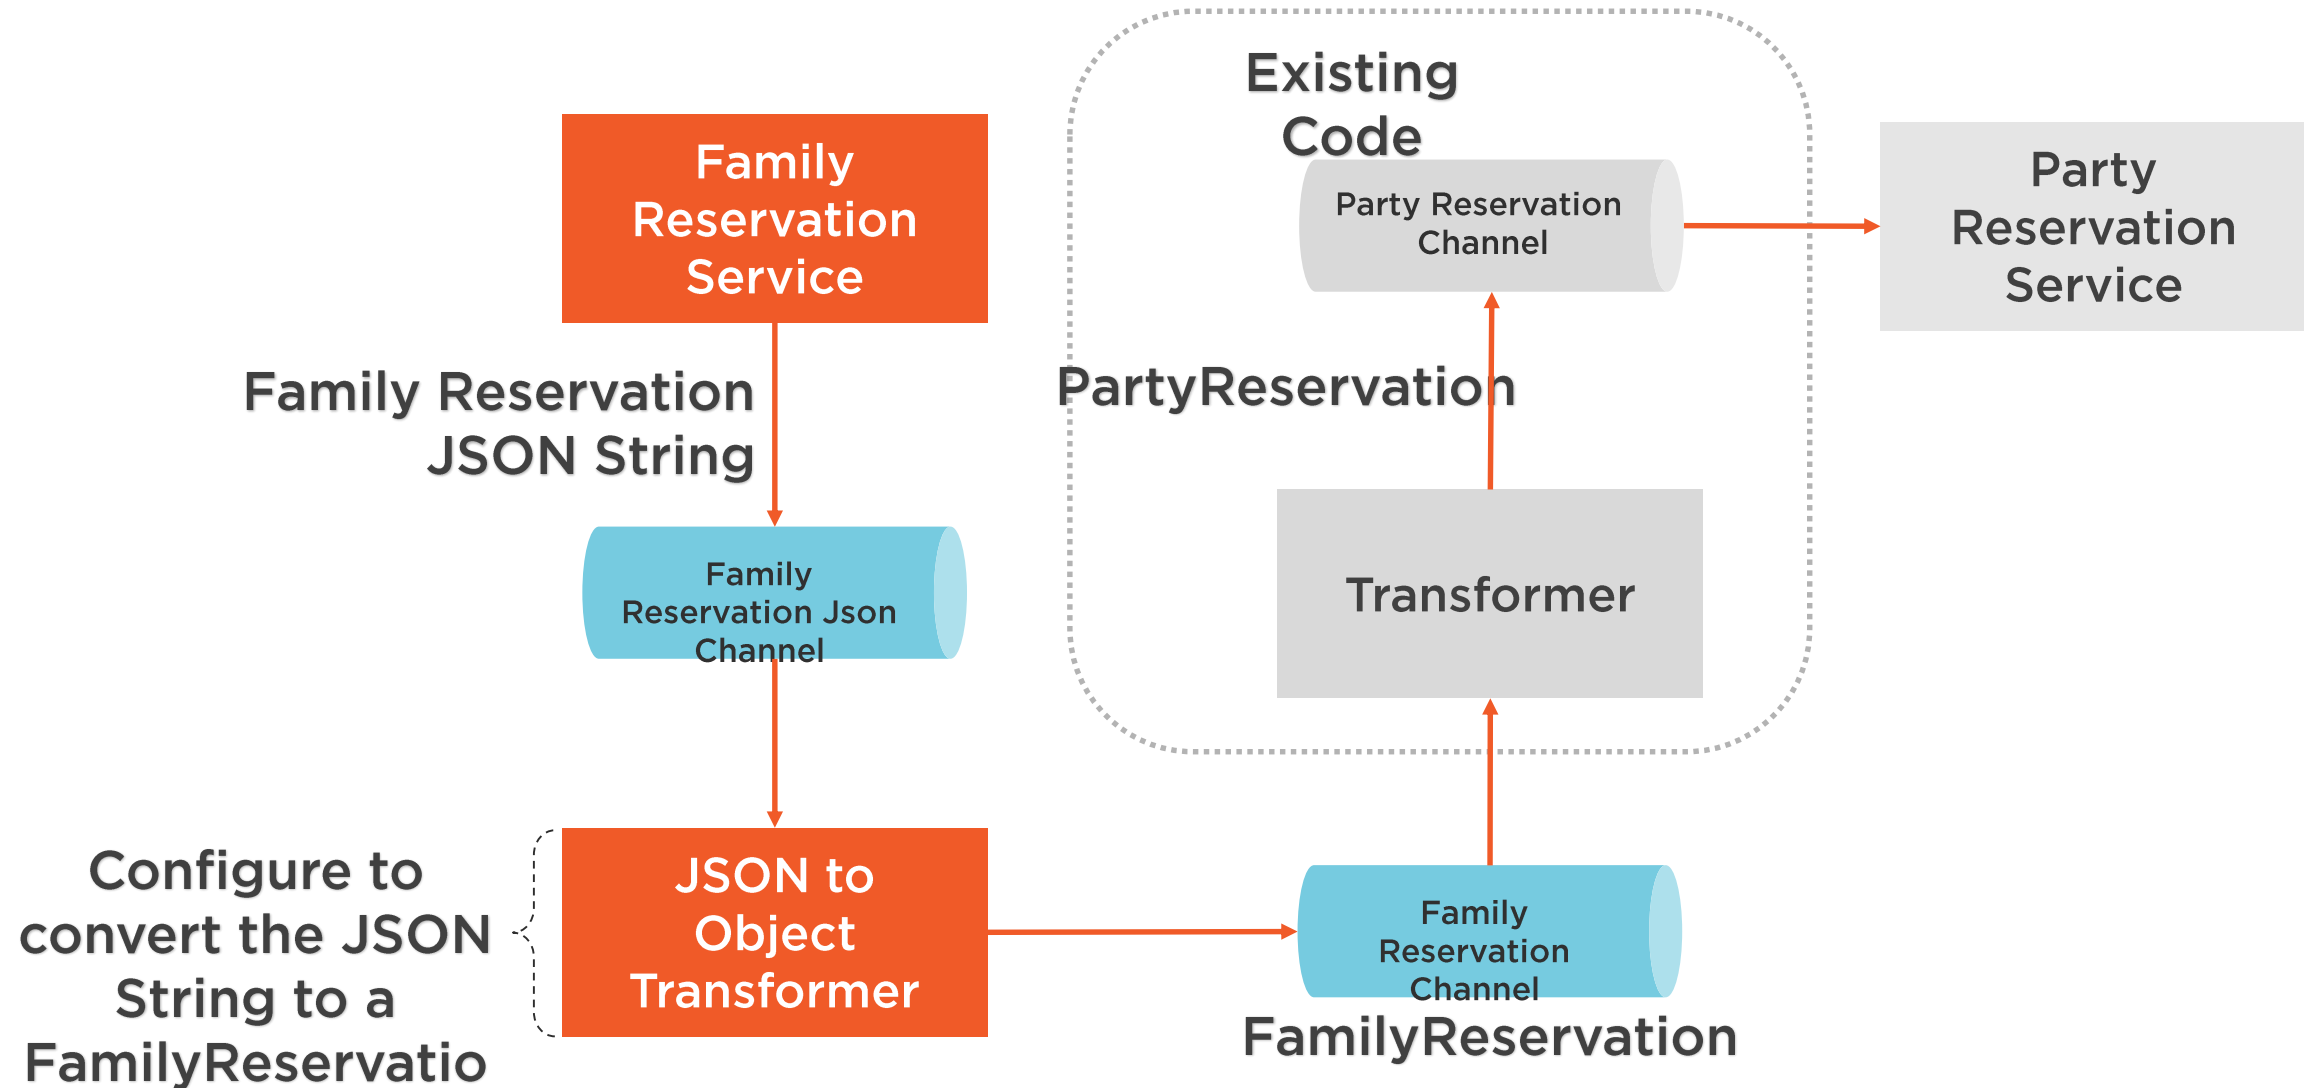 Existing
Code
Family
Reservation
Service
Party Reservation
Channel
Party
Reservation
Service
Family Reservation
JSON String
PartyReservation
Family
Reservation Json
Channel
Transformer
Configure to
convert the JSON
String to a
FamilyReservatio
JSON to
Object
Transformer
Family
Reservation
Channel
FamilyReservation